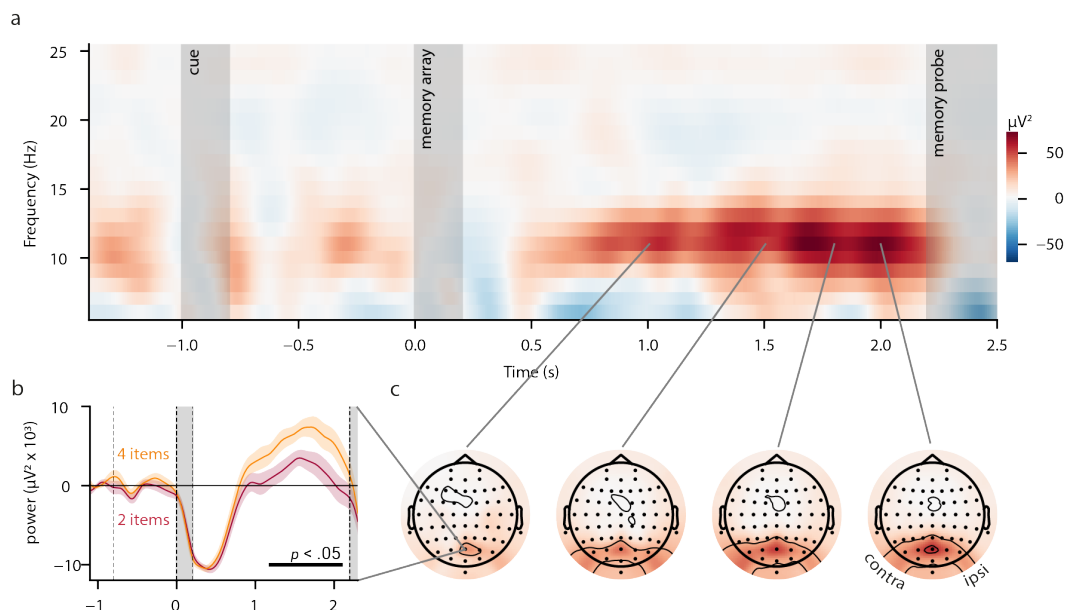 a
25
20
15
10
Frequency (Hz)
cue
memory array
memory probe
−1.0
−0.5
0.0
0.5
1.0
1.5
2.0
2.5
Time (s)
μV²
50
0
−50
b
10
0
−10
power (μV² x 10³)
4 items
2 items
p < .05
−1
0
1
2
c
contra
ipsi